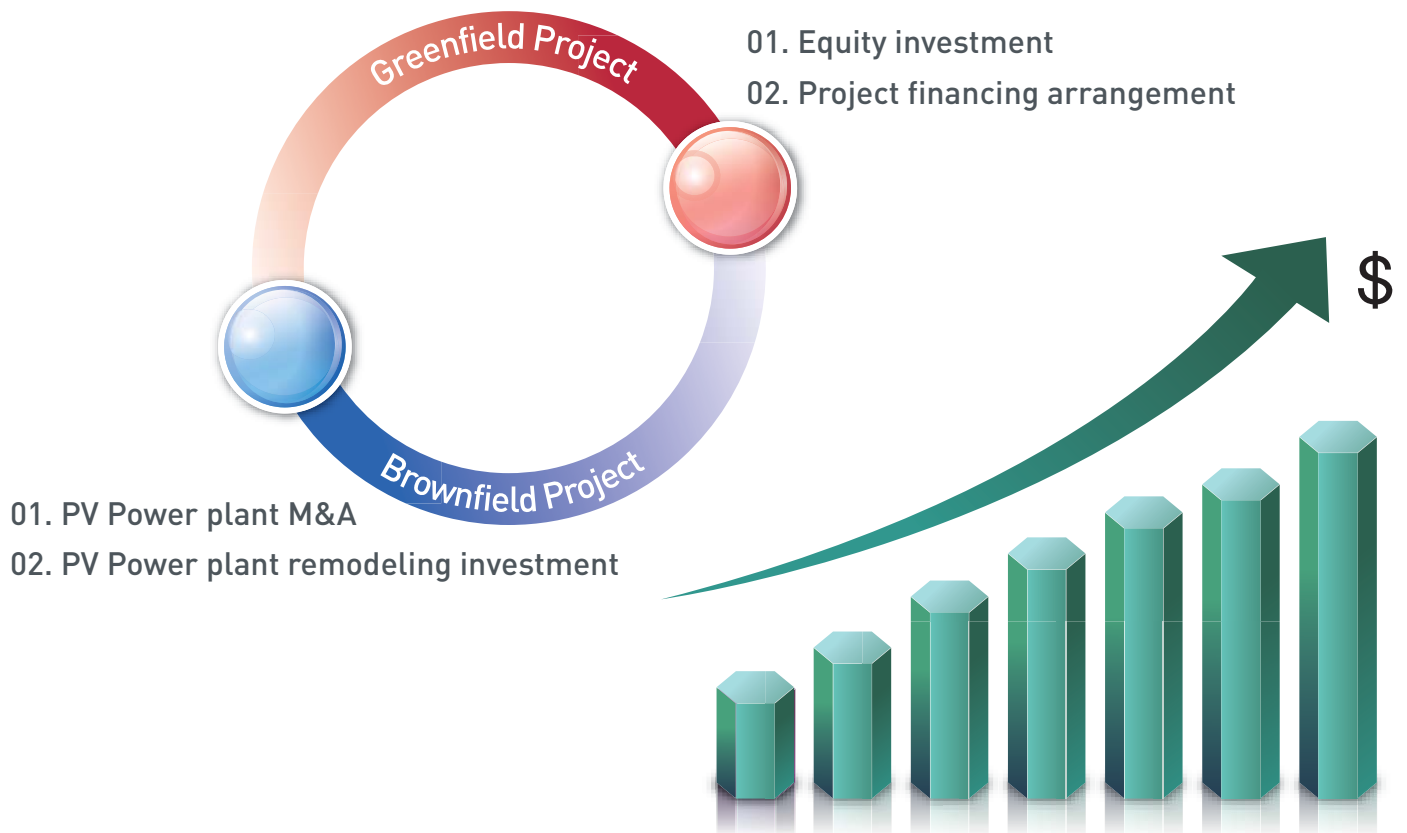 Greenfield Project
01. Equity investment
02. Project financing arrangement
$
Brownfield Project
01. PV Power plant M&A
02. PV Power plant remodeling investment